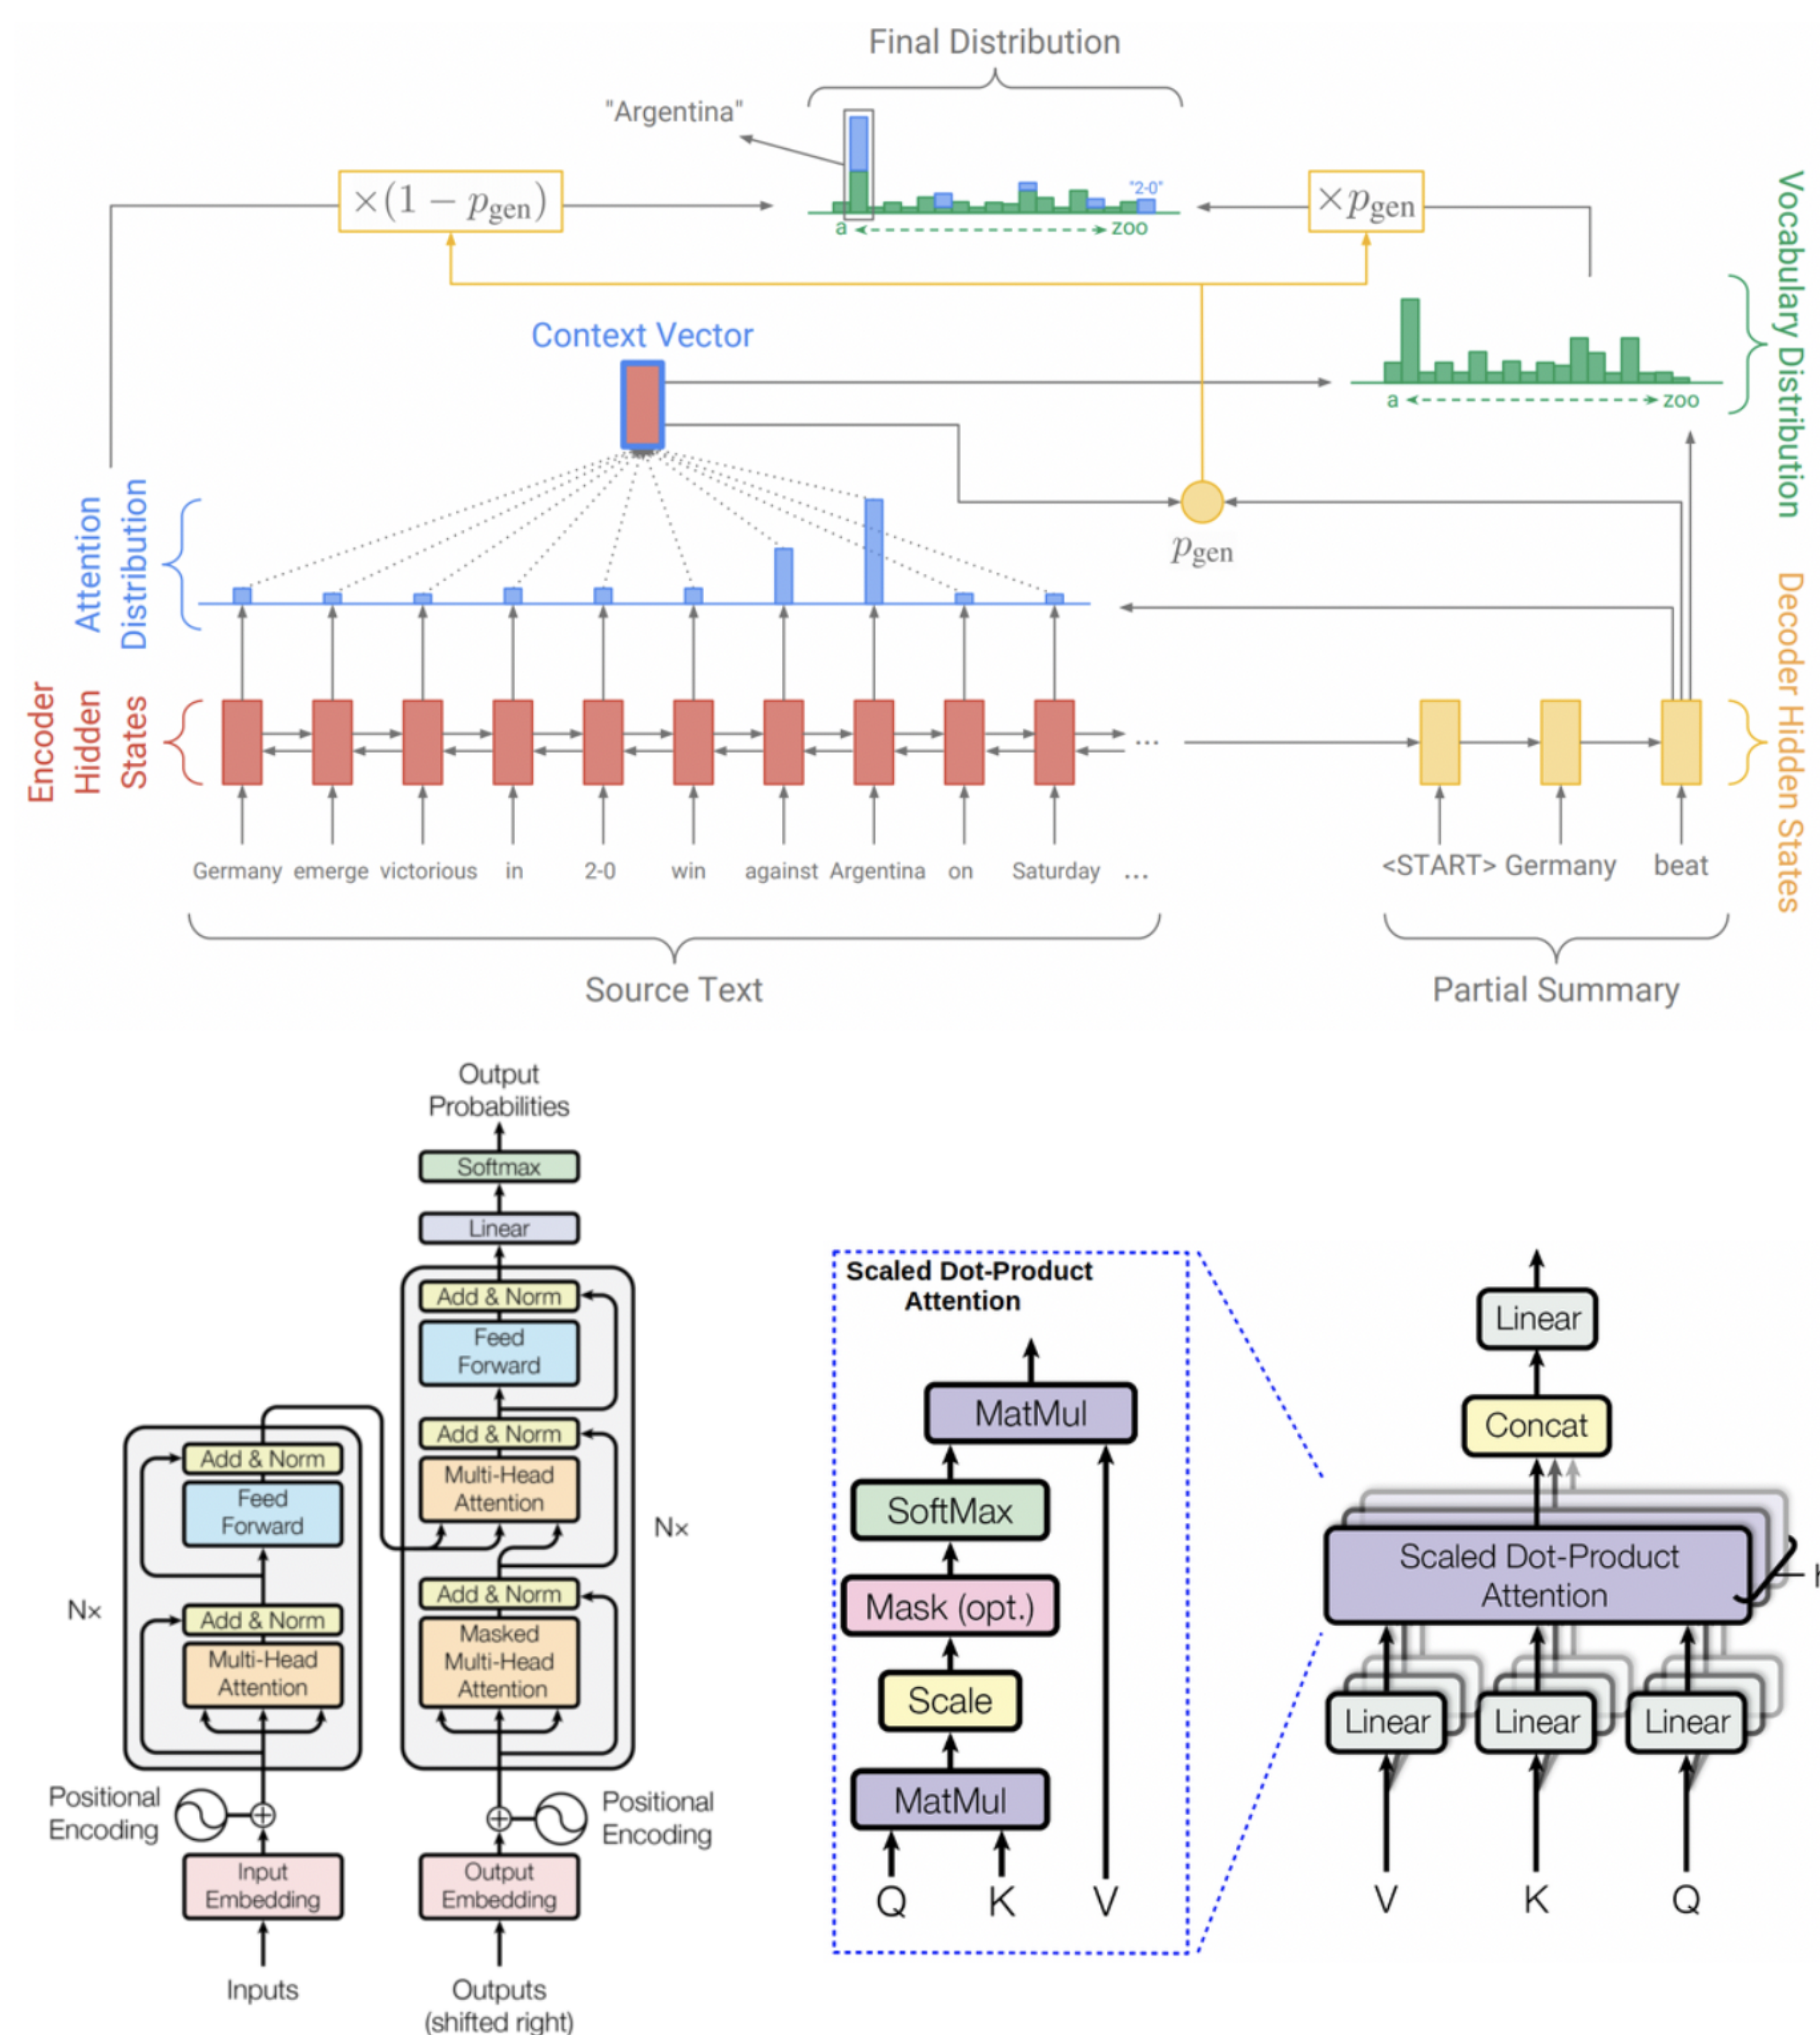 Final Distribution
"Argentina"
×(1 − pgen)
"2-0"
×pgen
a
zoo
Context Vector
Vocabulary Distribution
a
zoo
Attention
Distribution
pgen
Encoder
Hidden
States
Decoder Hidden States
...
Germany emerge victorious in 2-0 win against Argentina on Saturday ...
<START> Germany beat
Source Text
Partial Summary
Output
Probabilities
Softmax
Linear
Add & Norm
Feed
Forward
Add & Norm
Multi-Head
Attention
Add & Norm
Masked
Multi-Head
Attention
N×
Add & Norm
Feed
Forward
Add & Norm
Multi-Head
Attention
N×
Positional
Encoding
Positional
Encoding
Input
Embedding
Output
Embedding
Inputs
Outputs
(shifted right)
Scaled Dot-Product
Attention
MatMul
SoftMax
Mask (opt.)
Scale
MatMul
Q K V
Linear
Concat
Scaled Dot-Product
Attention
Linear Linear Linear
V K Q